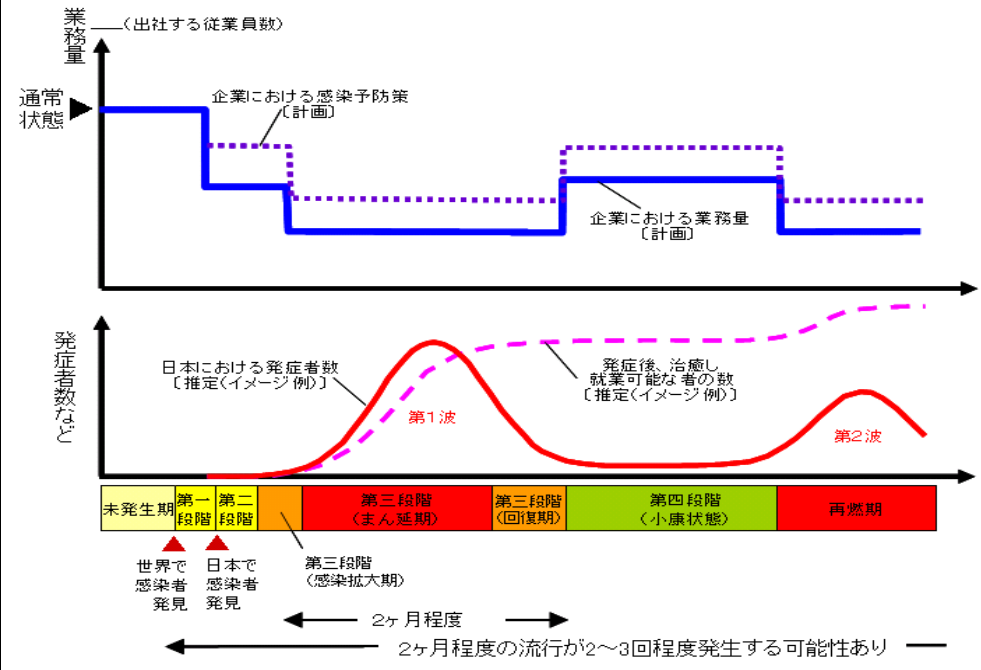 業務量
（出社する従業員数）
通常
状態
企業における感染予防策
〔計画〕
企業における業務量
〔計画〕
発症者数など
日本における発症者数
〔推定（イメージ例）〕
発症後、治癒し
就業可能な者の数
〔推定（イメージ例）〕
第1波
第2波
未発生期
第一
段階
第二
段階
第三段階
（まん延期）
第三段階
（回復期）
第四段階
（小康状態）
再燃期
世界で
感染者
発見
日本で
感染者
発見
第三段階
（感染拡大期）
2ヶ月程度
2ヶ月程度の流行が2～3回程度発生する可能性あり